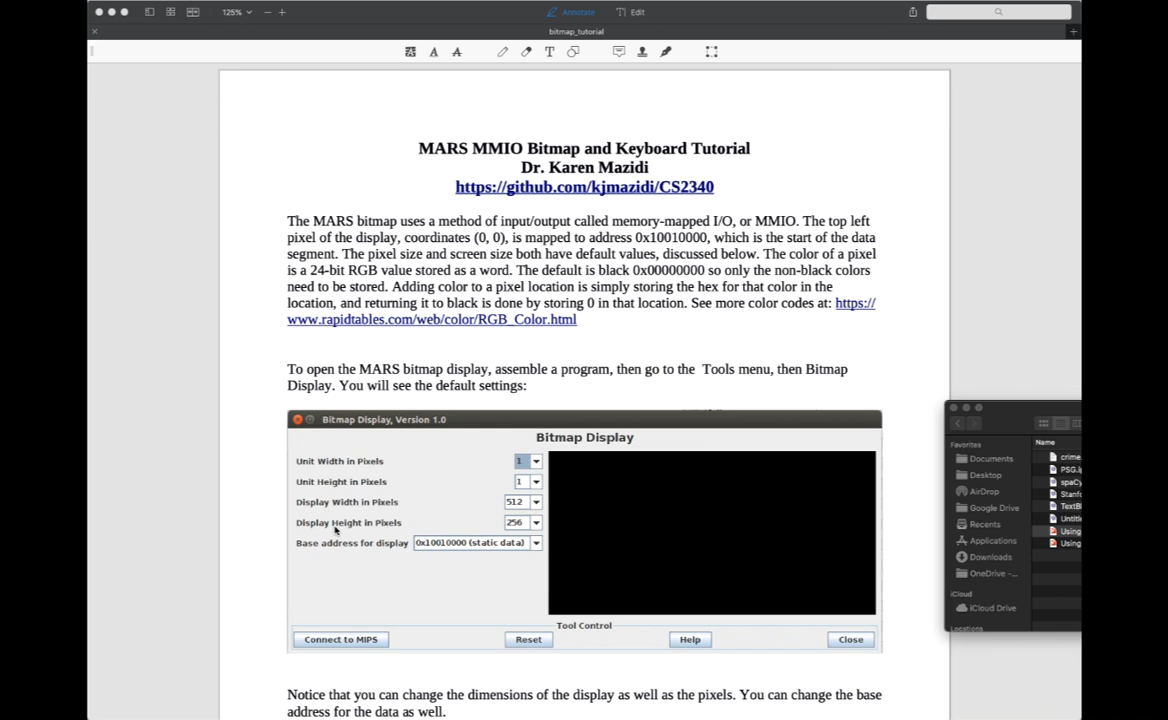 125%
Annotate
Edit
bitmap_tutorial
MARS MMIO Bitmap and Keyboard Tutorial
Dr. Karen Mazidi
https://github.com/kjmazidi/CS2340
The MARS bitmap uses a method of input/output called memory-mapped I/O, or MMIO. The top left
pixel of the display, coordinates (0, 0), is mapped to address 0x10010000, which is the start of the data
segment. The pixel size and screen size both have default values, discussed below. The color of a pixel
is a 24-bit RGB value stored as a word. The default is black 0x00000000 so only the non-black colors
need to be stored. Adding color to a pixel location is simply storing the hex for that color in the
location, and returning it to black is done by storing 0 in that location. See more color codes at: https://
www.rapidtables.com/web/color/RGB_Color.html
To open the MARS bitmap display, assemble a program, then go to the Tools menu, then Bitmap
Display. You will see the default settings:
Bitmap Display, Version 1.0
Bitmap Display
Unit Width in Pixels 1
Unit Height in Pixels 1
Display Width in Pixels 512
Display Height in Pixels 256
Base address for display 0x10010000 (static data)
Tool Control
Connect to MIPS Reset Help Close
Notice that you can change the dimensions of the display as well as the pixels. You can change the base
address for the data as well.
Favorites
Documents
Desktop
AirDrop
Google Drive
Recents
Applications
Downloads
OneDrive -...
iCloud
iCloud Drive
Locations
Name
crime.
PSG.l
spaCy
Stanf
TextBl
Untitl
Using
Using